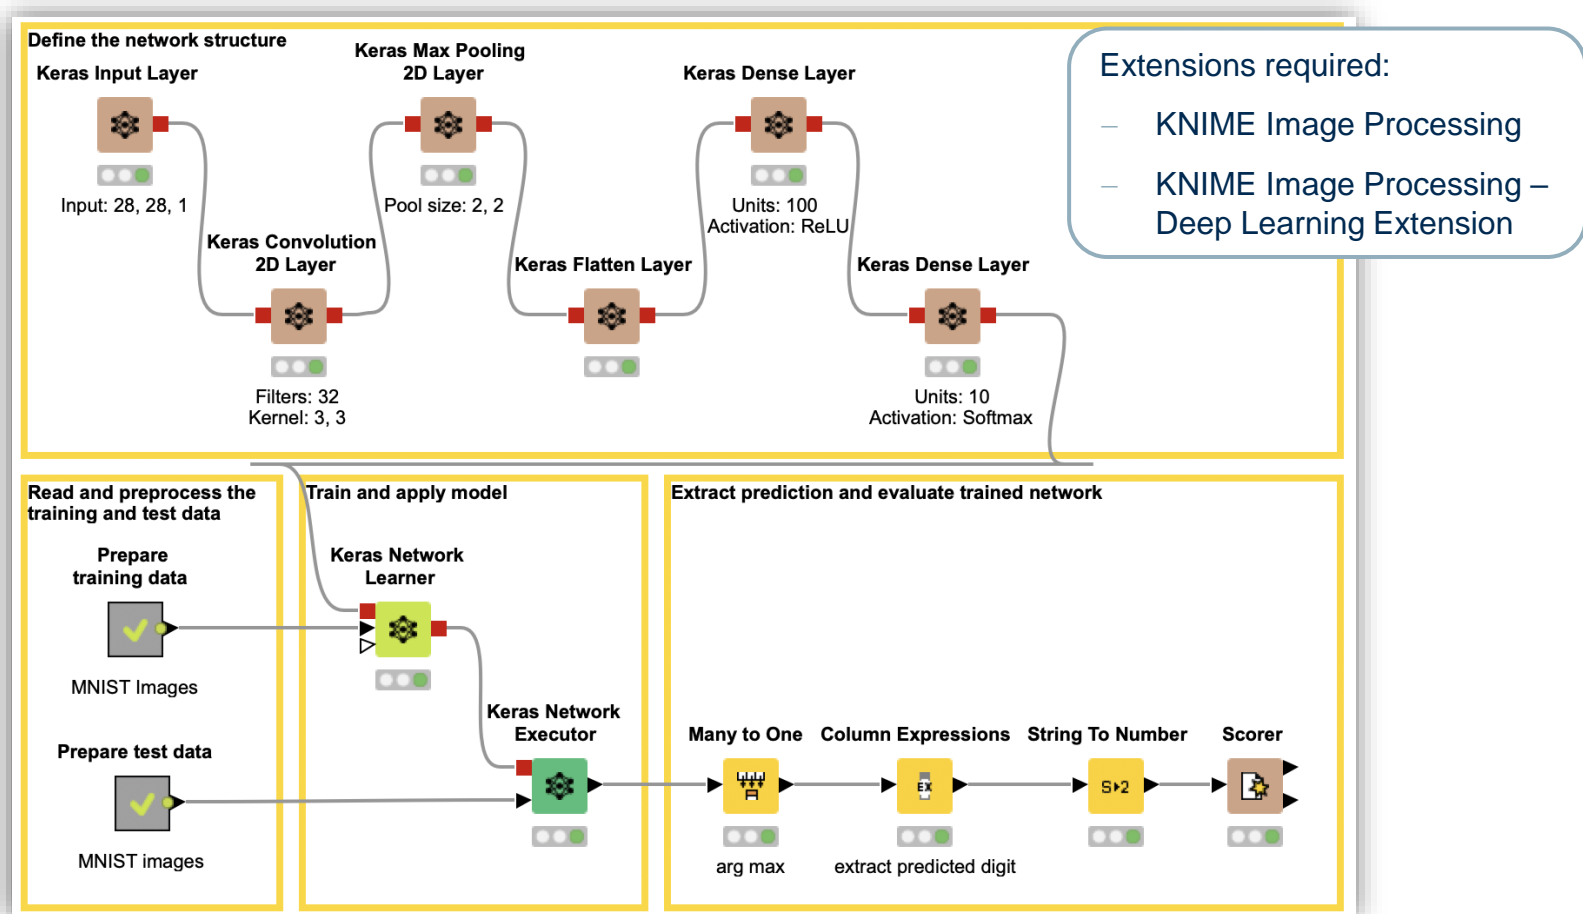 Define the network structure
Keras Input Layer
Input: 28, 28, 1
Keras Convolution
2D Layer
Filters: 32
Kernel: 3, 3
Keras Max Pooling
2D Layer
Pool size: 2, 2
Keras Flatten Layer
Keras Dense Layer
Units: 100
Activation: ReLU
Keras Dense Layer
Units: 10
Activation: Softmax
Extensions required:
– KNIME Image Processing
– KNIME Image Processing –
Deep Learning Extension
Read and preprocess the
training and test data
Prepare
training data
MNIST Images
Prepare test data
MNIST images
Train and apply model
Keras Network
Learner
Keras Network
Executor
Extract prediction and evaluate trained network
Many to One
arg max
Column Expressions
EX
extract predicted digit
String To Number
S▸2
Scorer